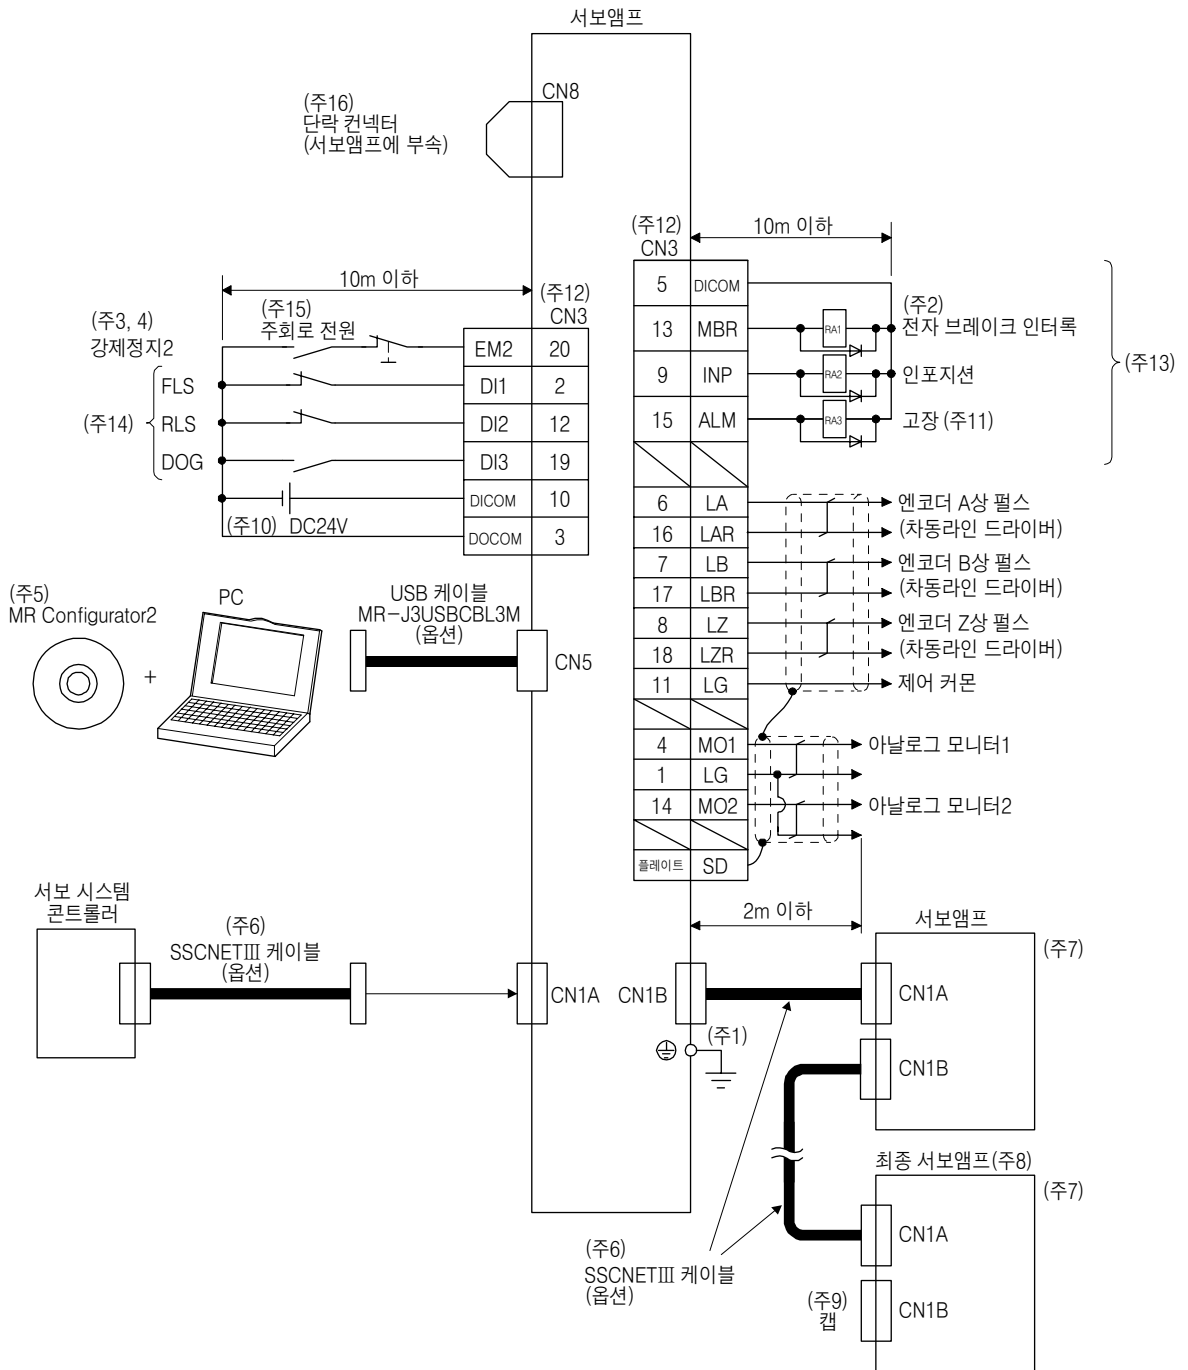 서보앰프
CN8
(주16)
단락 컨넥터
(서보앰프에 부속)
10m 이하
(주12)
CN3
(주15)
주회로 전원
(주3, 4)
강제정지2
EM2 20
FLS DI1 2
(주14) RLS DI2 12
DOG DI3 19
DICOM 10
(주10) DC24V
DOCOM 3
(주12)
CN3
10m 이하
5 DICOM
(주2)
13 MBR RA1 전자 브레이크 인터록
(주13)
9 INP RA2 인포지션
15 ALM RA3 고장 (주11)
6 LA 엔코더 A상 펄스
16 LAR (차동라인 드라이버)
7 LB 엔코더 B상 펄스
17 LBR (차동라인 드라이버)
8 LZ 엔코더 Z상 펄스
18 LZR (차동라인 드라이버)
11 LG 제어 커몬
4 MO1 아날로그 모니터1
1 LG
14 MO2 아날로그 모니터2
플레이트 SD
2m 이하
(주5)
MR Configurator2
+
PC
USB 케이블
MR-J3USBCBL3M
(옵션)
CN5
서보 시스템
콘트롤러
(주6)
SSCNETⅢ 케이블
(옵션)
CN1A
CN1B
(주1)
서보앰프
(주7)
CN1A
CN1B
최종 서보앰프(주8)
(주7)
CN1A
(주6)
SSCNETⅢ 케이블
(옵션)
(주9)
캡
CN1B